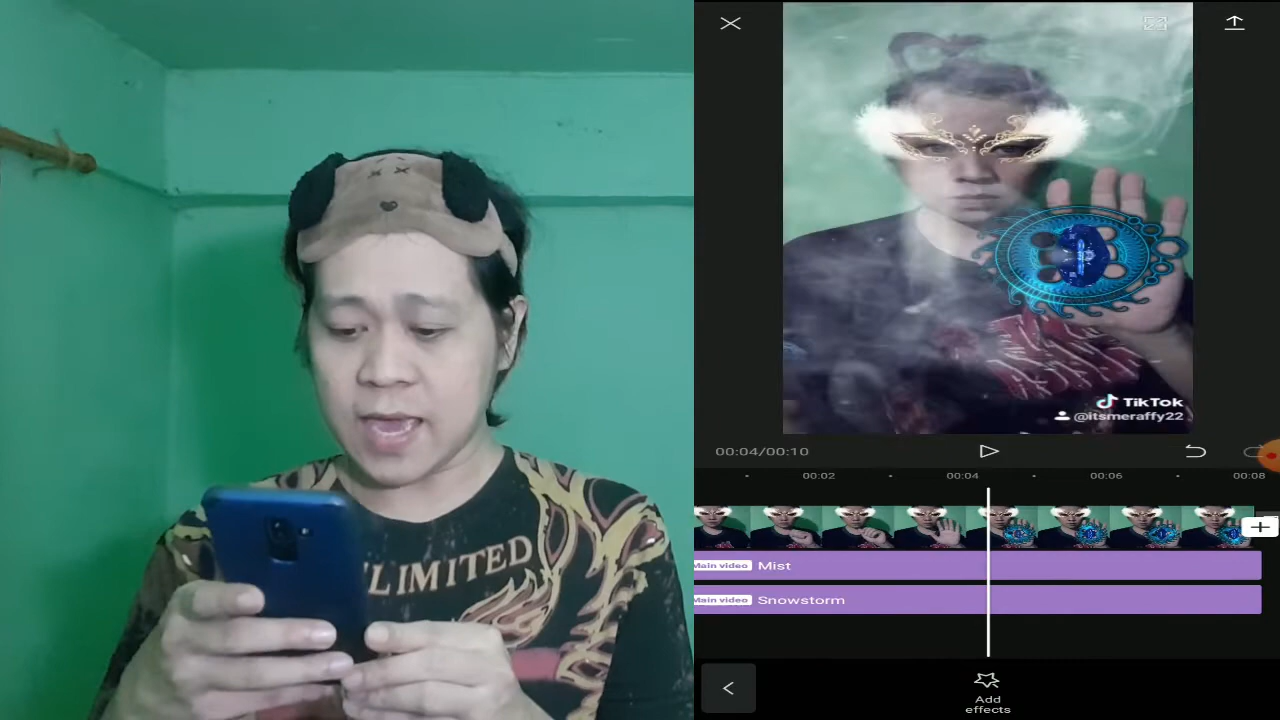 UNLIMITED
TikTok
@itsmeraffy22
00:04/00:10
00:02
00:04
00:06
00:08
Main video Mist
Main video Snowstorm
Add
effects